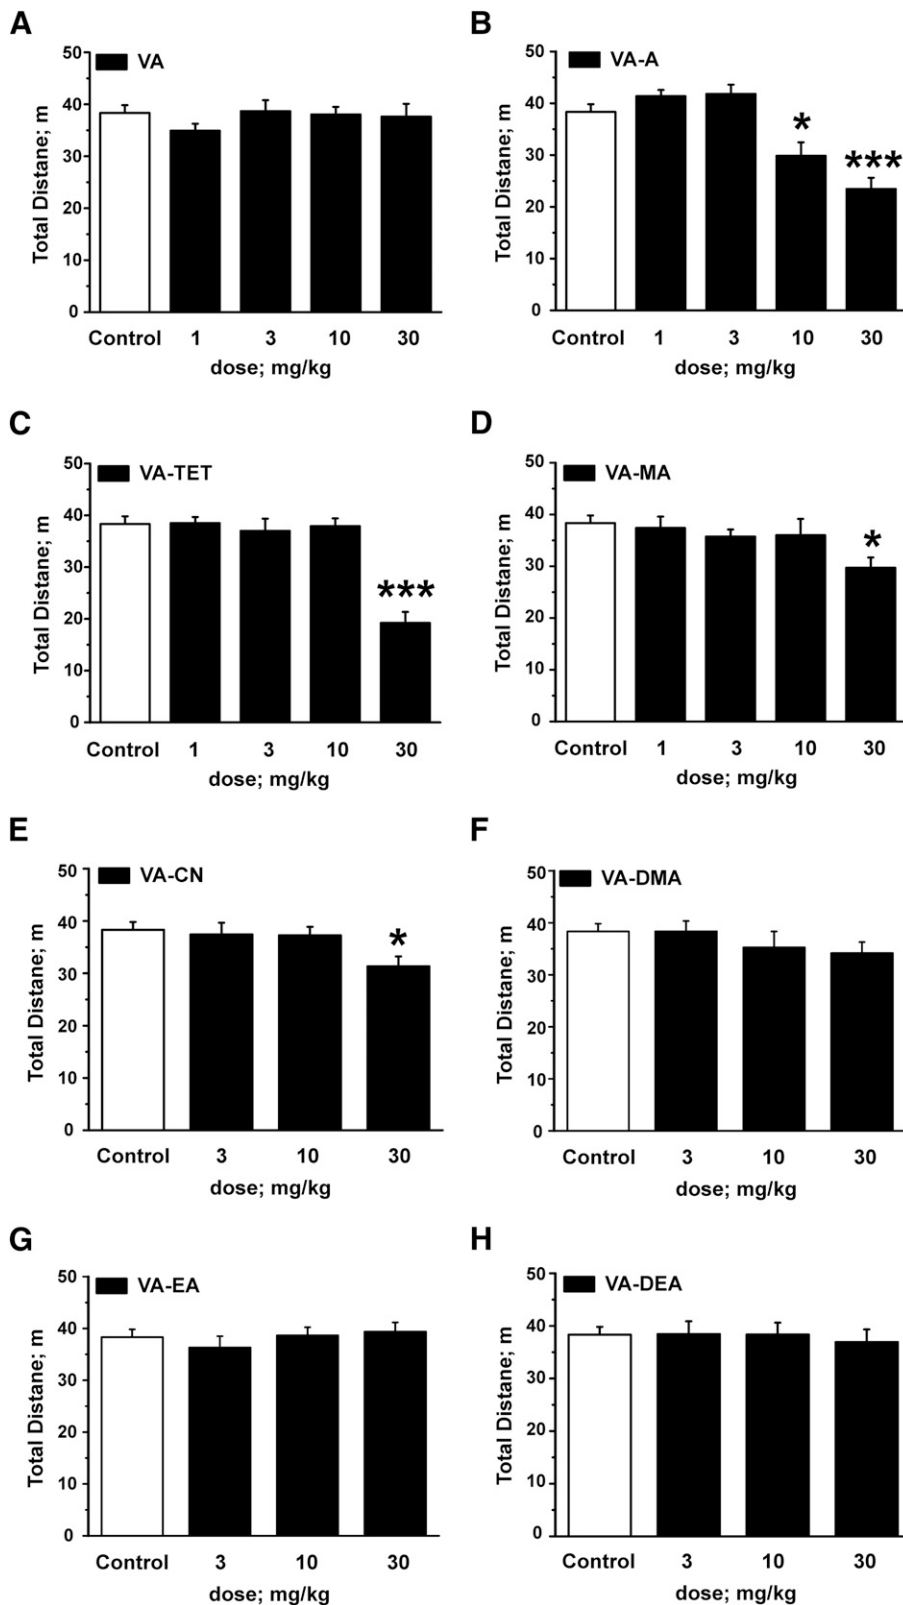 A
VA
50
40
30
20
10
0
Total Distane; m
Control 1 3 10 30
dose; mg/kg
B
VA-A
50
40
30
20
10
0
Total Distane; m
*
***
Control 1 3 10 30
dose; mg/kg
C
VA-TET
50
40
30
20
10
0
Total Distane; m
***
Control 1 3 10 30
dose; mg/kg
D
VA-MA
50
40
30
20
10
0
Total Distane; m
*
Control 1 3 10 30
dose; mg/kg
E
VA-CN
50
40
30
20
10
0
Total Distane; m
*
Control 3 10 30
dose; mg/kg
F
VA-DMA
50
40
30
20
10
0
Total Distane; m
Control 3 10 30
dose; mg/kg
G
VA-EA
50
40
30
20
10
0
Total Distane; m
Control 3 10 30
dose; mg/kg
H
VA-DEA
50
40
30
20
10
0
Total Distane; m
Control 3 10 30
dose; mg/kg